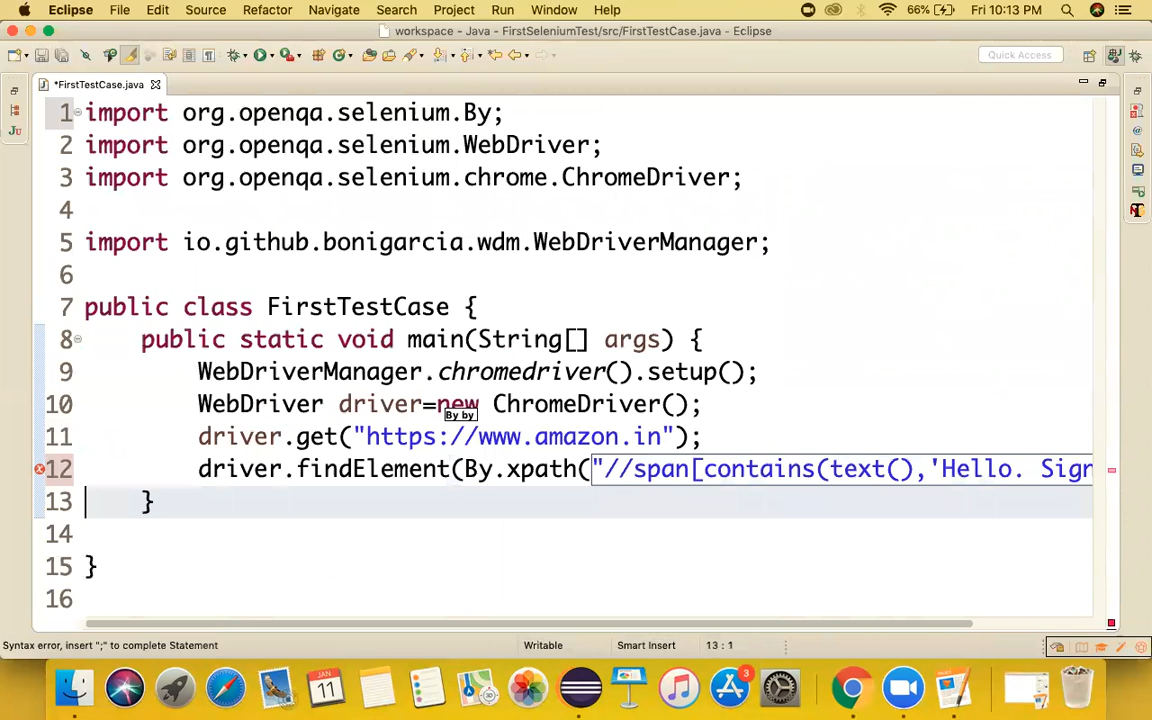 Eclipse File Edit Source Refactor Navigate Search Project Run Window Help 66% Fri 10:13 PM
workspace - Java - FirstSeleniumTest/src/FirstTestCase.java - Eclipse
Quick Access
*FirstTestCase.java
1 import org.openqa.selenium.By;
2 import org.openqa.selenium.WebDriver;
3 import org.openqa.selenium.chrome.ChromeDriver;
4
5 import io.github.bonigarcia.wdm.WebDriverManager;
6
7 public class FirstTestCase {
8 public static void main(String[] args) {
9 WebDriverManager.chromedriver().setup();
10 WebDriver driver=new ChromeDriver();
By by
11 driver.get("https://www.amazon.in");
12 driver.findElement(By.xpath("//span[contains(text(),'Hello. Sign
13 }
14
15 }
16
Syntax error, insert ";" to complete Statement Writable Smart Insert 13 : 1
JAN
11
3